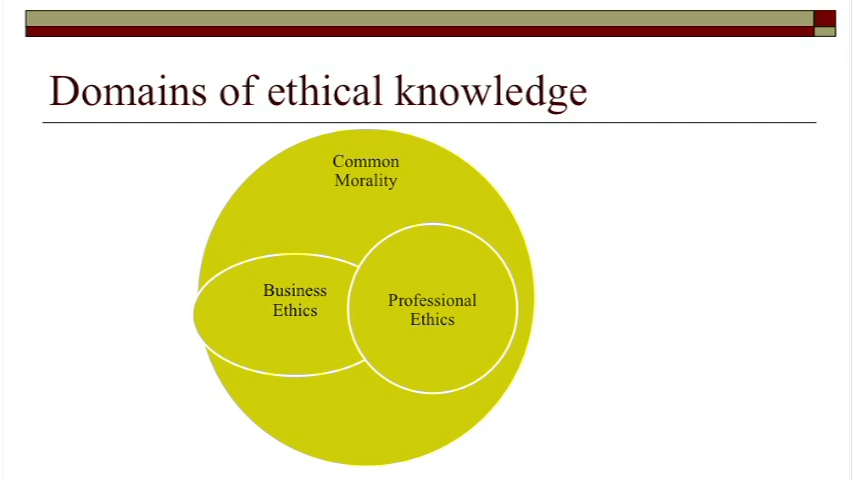 Domains of ethical knowledge
Common
Morality
Business
Ethics
Professional
Ethics